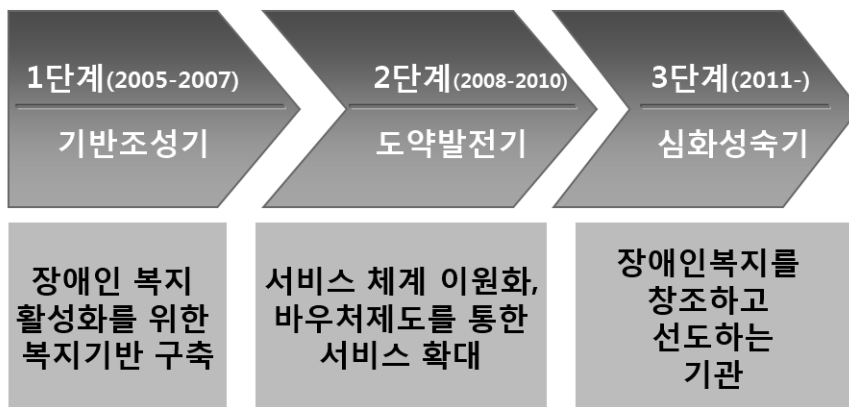 1단계(2005-2007)
기반조성기
2단계(2008-2010)
도약발전기
3단계(2011-)
심화성숙기
장애인 복지
활성화를 위한
복지기반 구축
서비스 체계 이원화,
바우처제도를 통한
서비스 확대
장애인복지를
창조하고
선도하는
기관